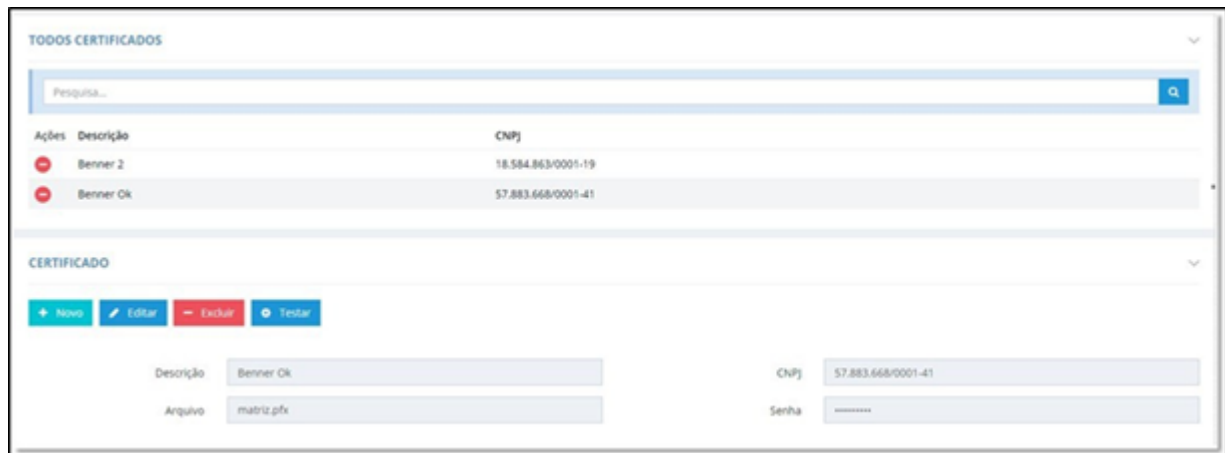 TODOS CERTIFICADOS
Pesquisa...
Ações Descrição CNPJ
Benner 2 18.584.863/0001-19
Benner Ok 57.883.668/0001-41
CERTIFICADO
+ Novo Editar − Excluir Testar
Descrição Benner Ok CNPJ 57.883.668/0001-41
Arquivo matriz.pfx Senha ••••••••••